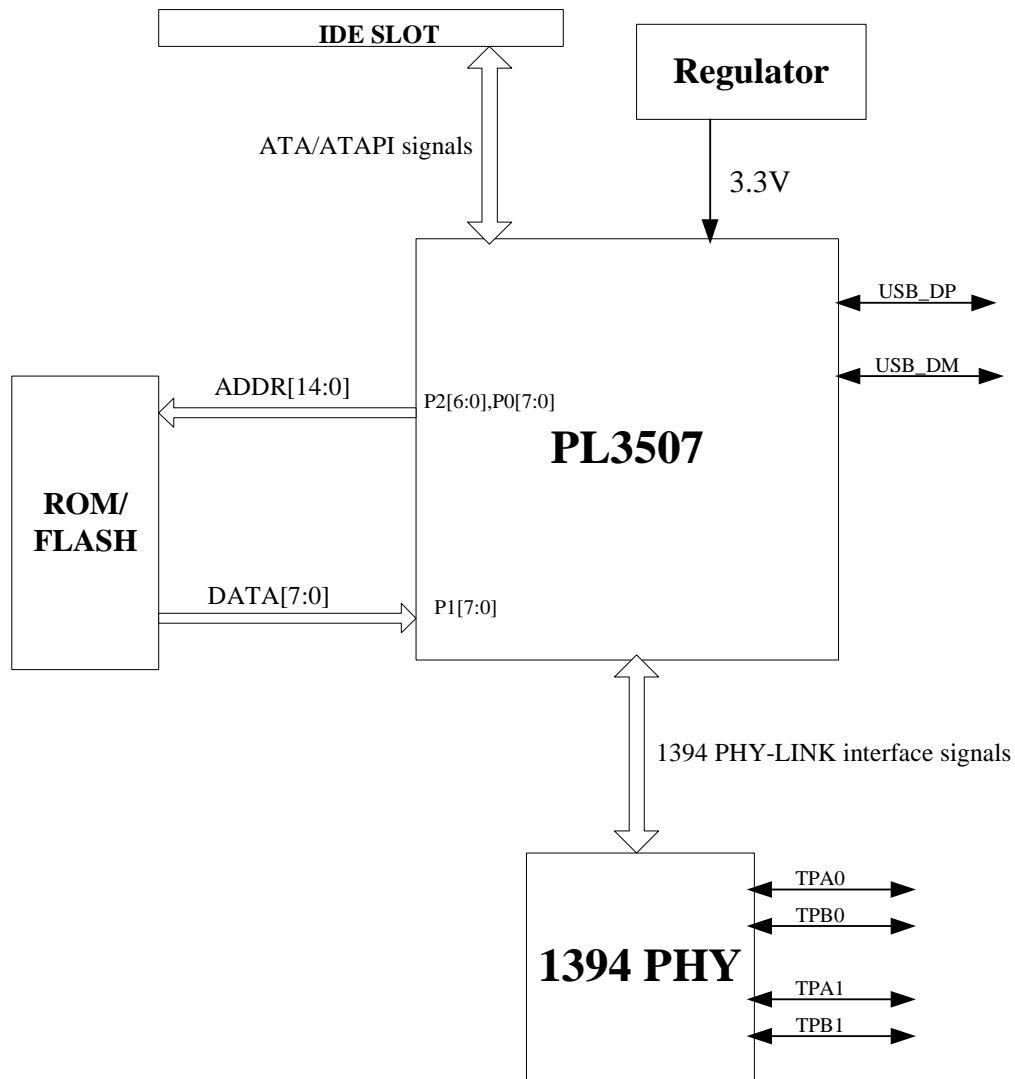 IDE SLOT
Regulator
ATA/ATAPI signals
3.3V
USB_DP
USB_DM
ADDR[14:0]
P2[6:0],P0[7:0]
PL3507
ROM/
FLASH
DATA[7:0]
P1[7:0]
1394 PHY-LINK interface signals
TPA0
TPB0
1394 PHY
TPA1
TPB1